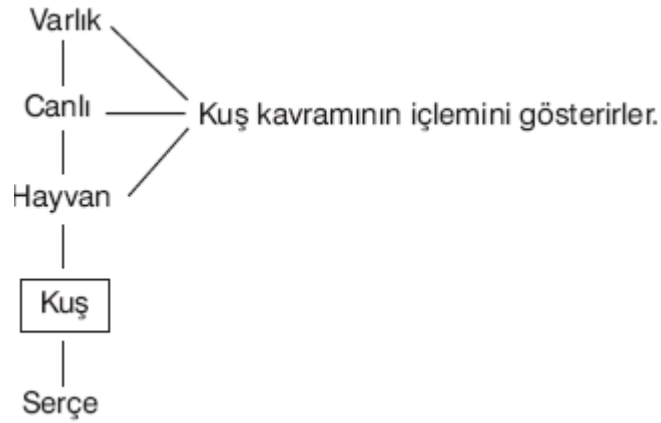 Varlık
Canlı
Kuş kavramının içlemini gösterirler.
Hayvan
Kuş
Serçe